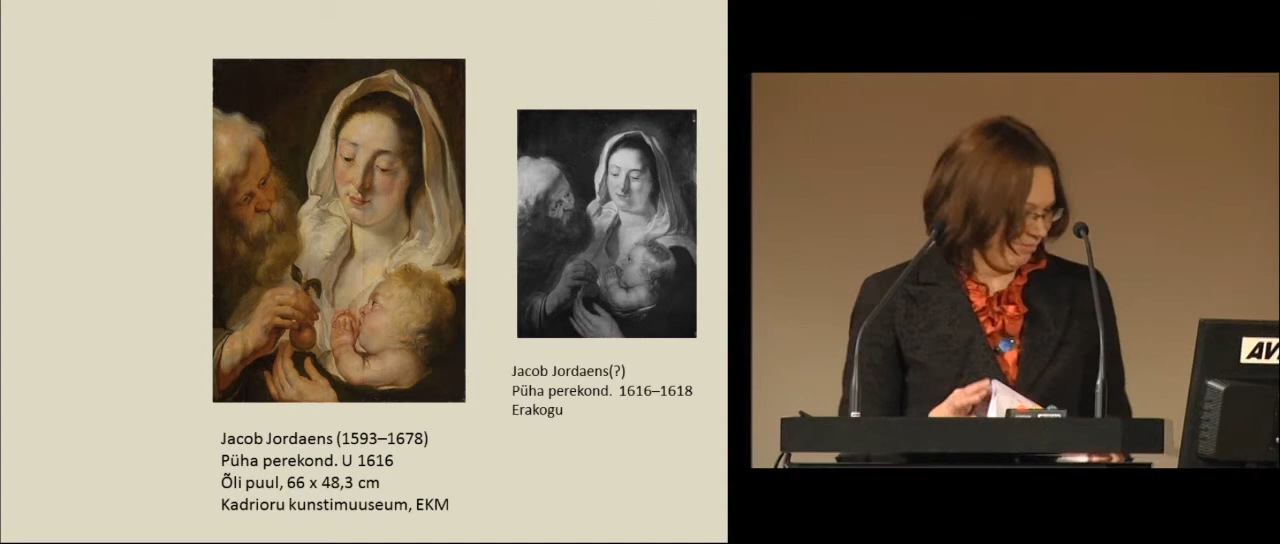 Jacob Jordaens (1593–1678)
Püha perekond. U 1616
Õli puul, 66 x 48,3 cm
Kadrioru kunstimuuseum, EKM
Jacob Jordaens(?)
Püha perekond. 1616–1618
Erakogu